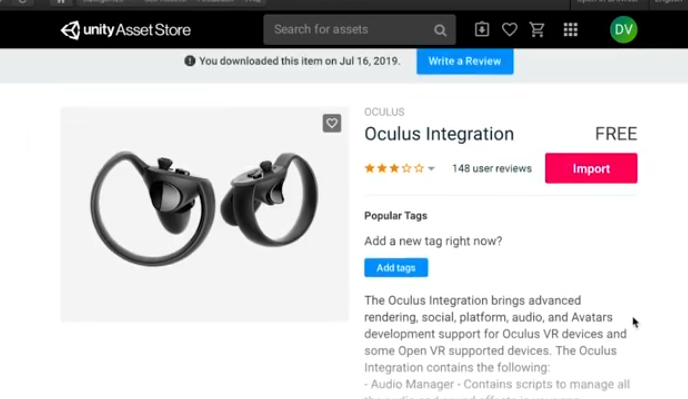 unity Asset Store
Search for assets
DV
You downloaded this item on Jul 16, 2019.
Write a Review
OCULUS
Oculus Integration
FREE
148 user reviews
Import
Popular Tags
Add a new tag right now?
Add tags
The Oculus Integration brings advanced
rendering, social, platform, audio, and Avatars
development support for Oculus VR devices and
some Open VR supported devices. The Oculus
Integration contains the following:
- Audio Manager - Contains scripts to manage all